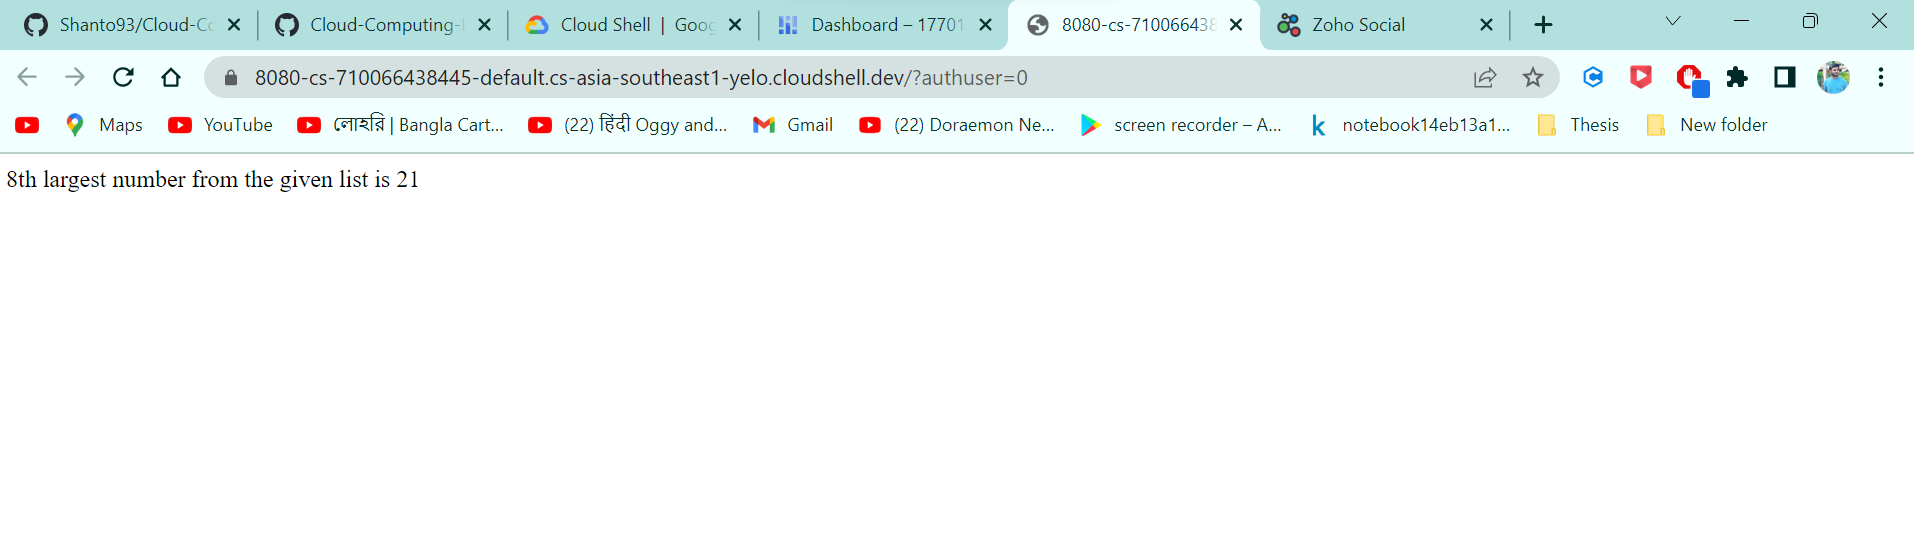 Shanto93/Cloud-Cc Cloud-Computing- Cloud Shell | Goog Dashboard – 17701 8080-cs-710066438 Zoho Social
8080-cs-710066438445-default.cs-asia-southeast1-yelo.cloudshell.dev/?authuser=0
Maps YouTube লোহরি | Bangla Cart... (22) हिंदी Oggy and... Gmail (22) Doraemon Ne... screen recorder – A... notebook14eb13a1... Thesis New folder
8th largest number from the given list is 21